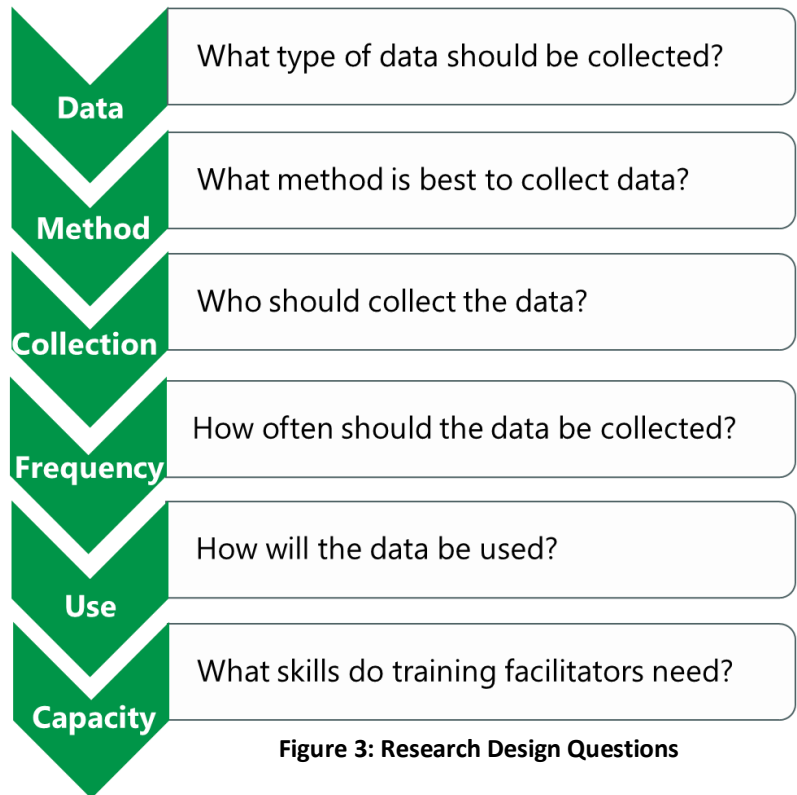 Data
What type of data should be collected?
Method
What method is best to collect data?
Collection
Who should collect the data?
Frequency
How often should the data be collected?
Use
How will the data be used?
Capacity
What skills do training facilitators need?
Figure 3: Research Design Questions